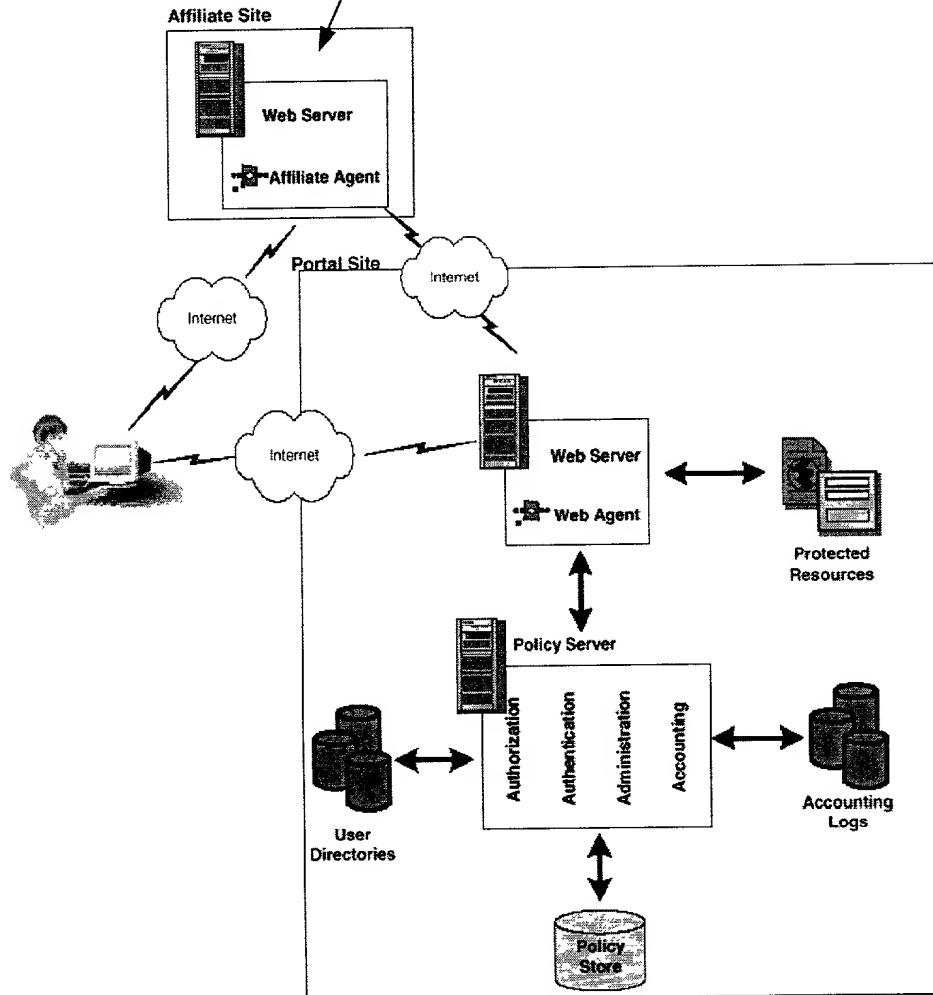 Affiliate Site
Web Server
Affiliate Agent
Portal Site
Internet
Internet
Internet
Web Server
Web Agent
Protected
Resources
Policy Server
Authorization
Authentication
Administration
Accounting
User
Directories
Accounting
Logs
Policy
Store